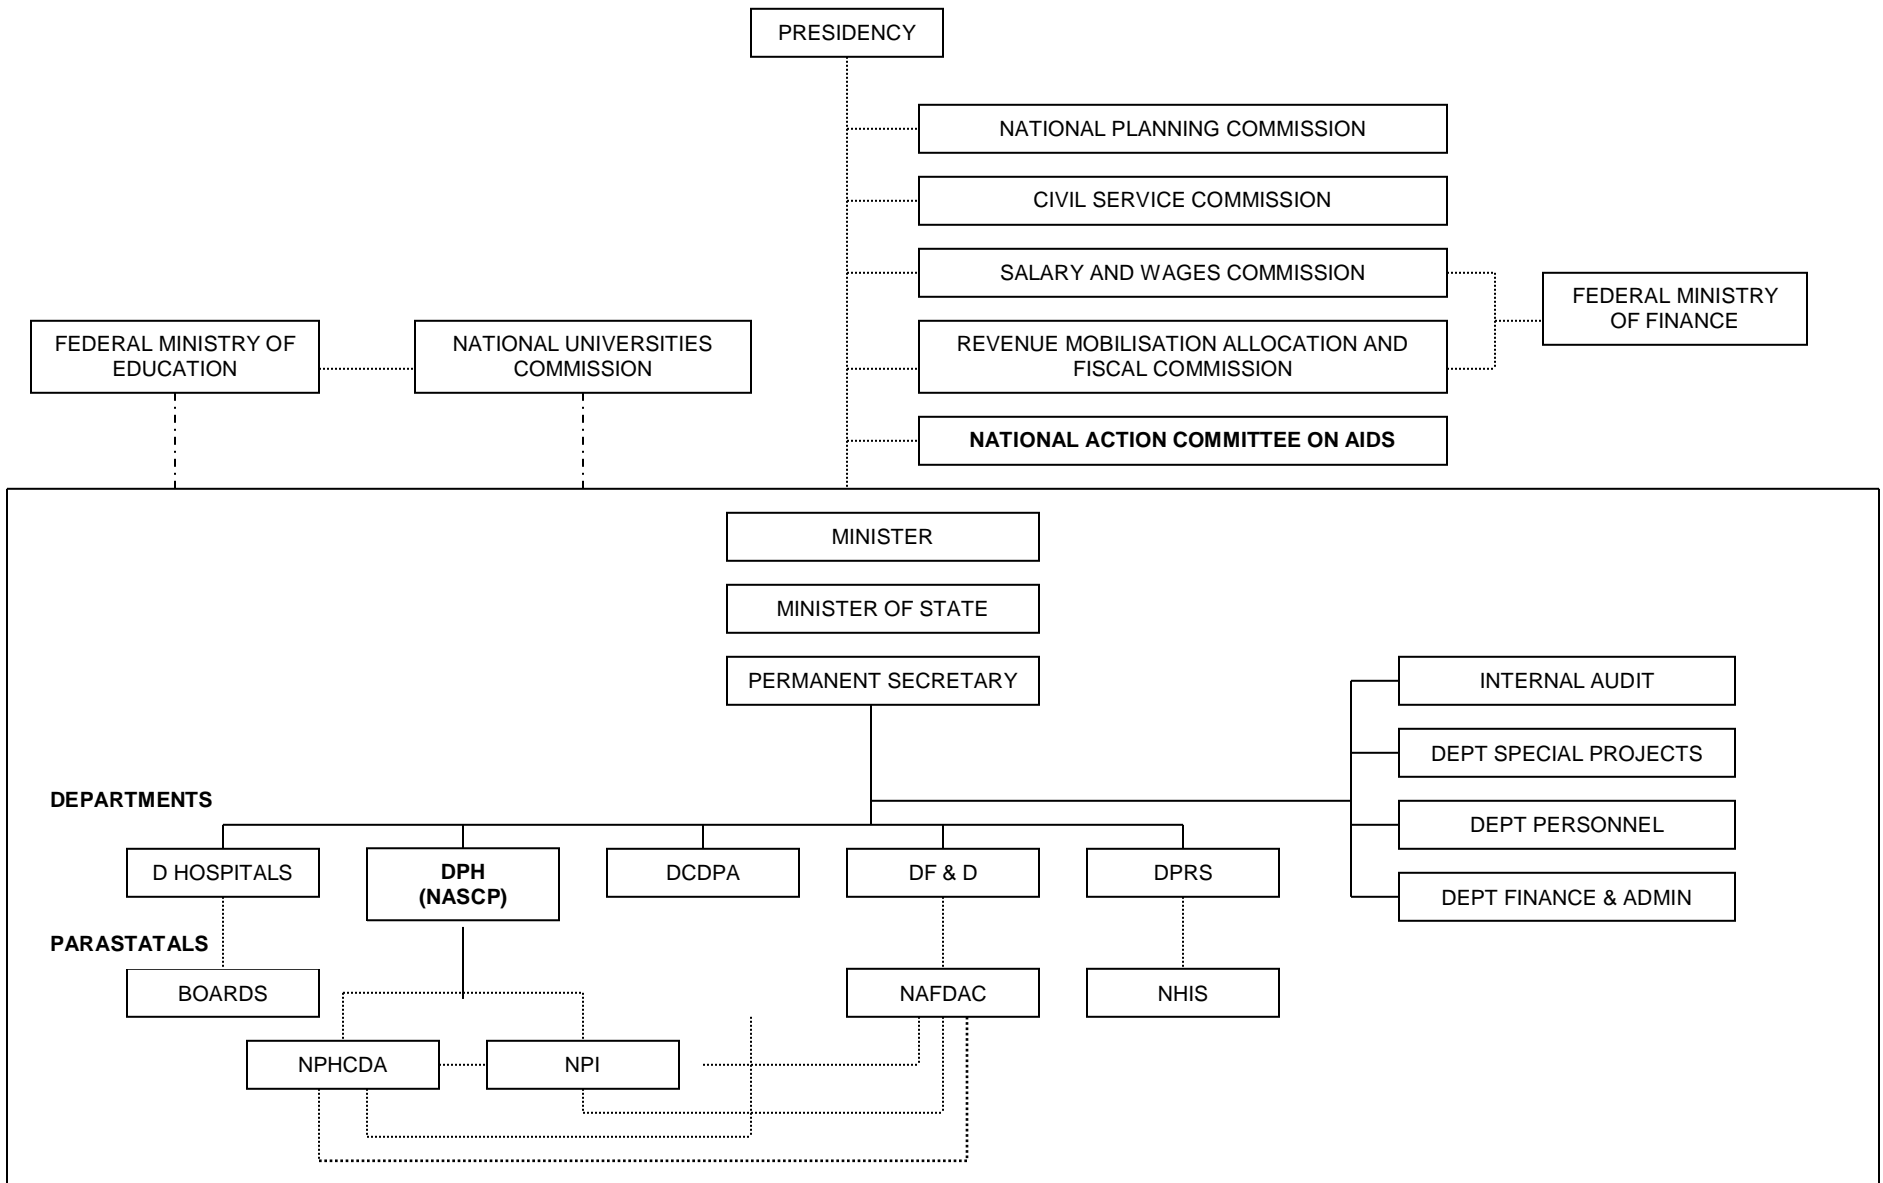 PRESIDENCY
NATIONAL PLANNING COMMISSION
CIVIL SERVICE COMMISSION
SALARY AND WAGES COMMISSION
FEDERAL MINISTRY
OF FINANCE
FEDERAL MINISTRY OF
EDUCATION
NATIONAL UNIVERSITIES
COMMISSION
REVENUE MOBILISATION ALLOCATION AND
FISCAL COMMISSION
NATIONAL ACTION COMMITTEE ON AIDS
MINISTER
MINISTER OF STATE
PERMANENT SECRETARY
INTERNAL AUDIT
DEPT SPECIAL PROJECTS
DEPARTMENTS
DEPT PERSONNEL
D HOSPITALS
DPH
(NASCP)
DCDPA
DF & D
DPRS
DEPT FINANCE & ADMIN
PARASTATALS
BOARDS
NAFDAC
NHIS
NPHCDA
NPI